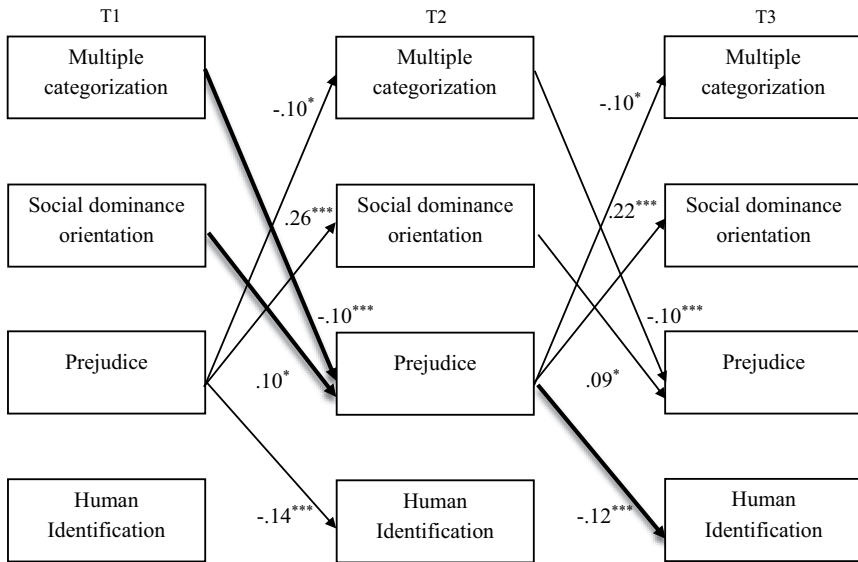 T1
T2
T3
Multiple
categorization
Multiple
categorization
Multiple
categorization
-.10*
-.10*
Social dominance
orientation
.26***
Social dominance
orientation
.22***
Social dominance
orientation
-.10***
-.10***
Prejudice
.10*
Prejudice
.09*
Prejudice
Human
Identification
-.14***
Human
Identification
-.12***
Human
Identification